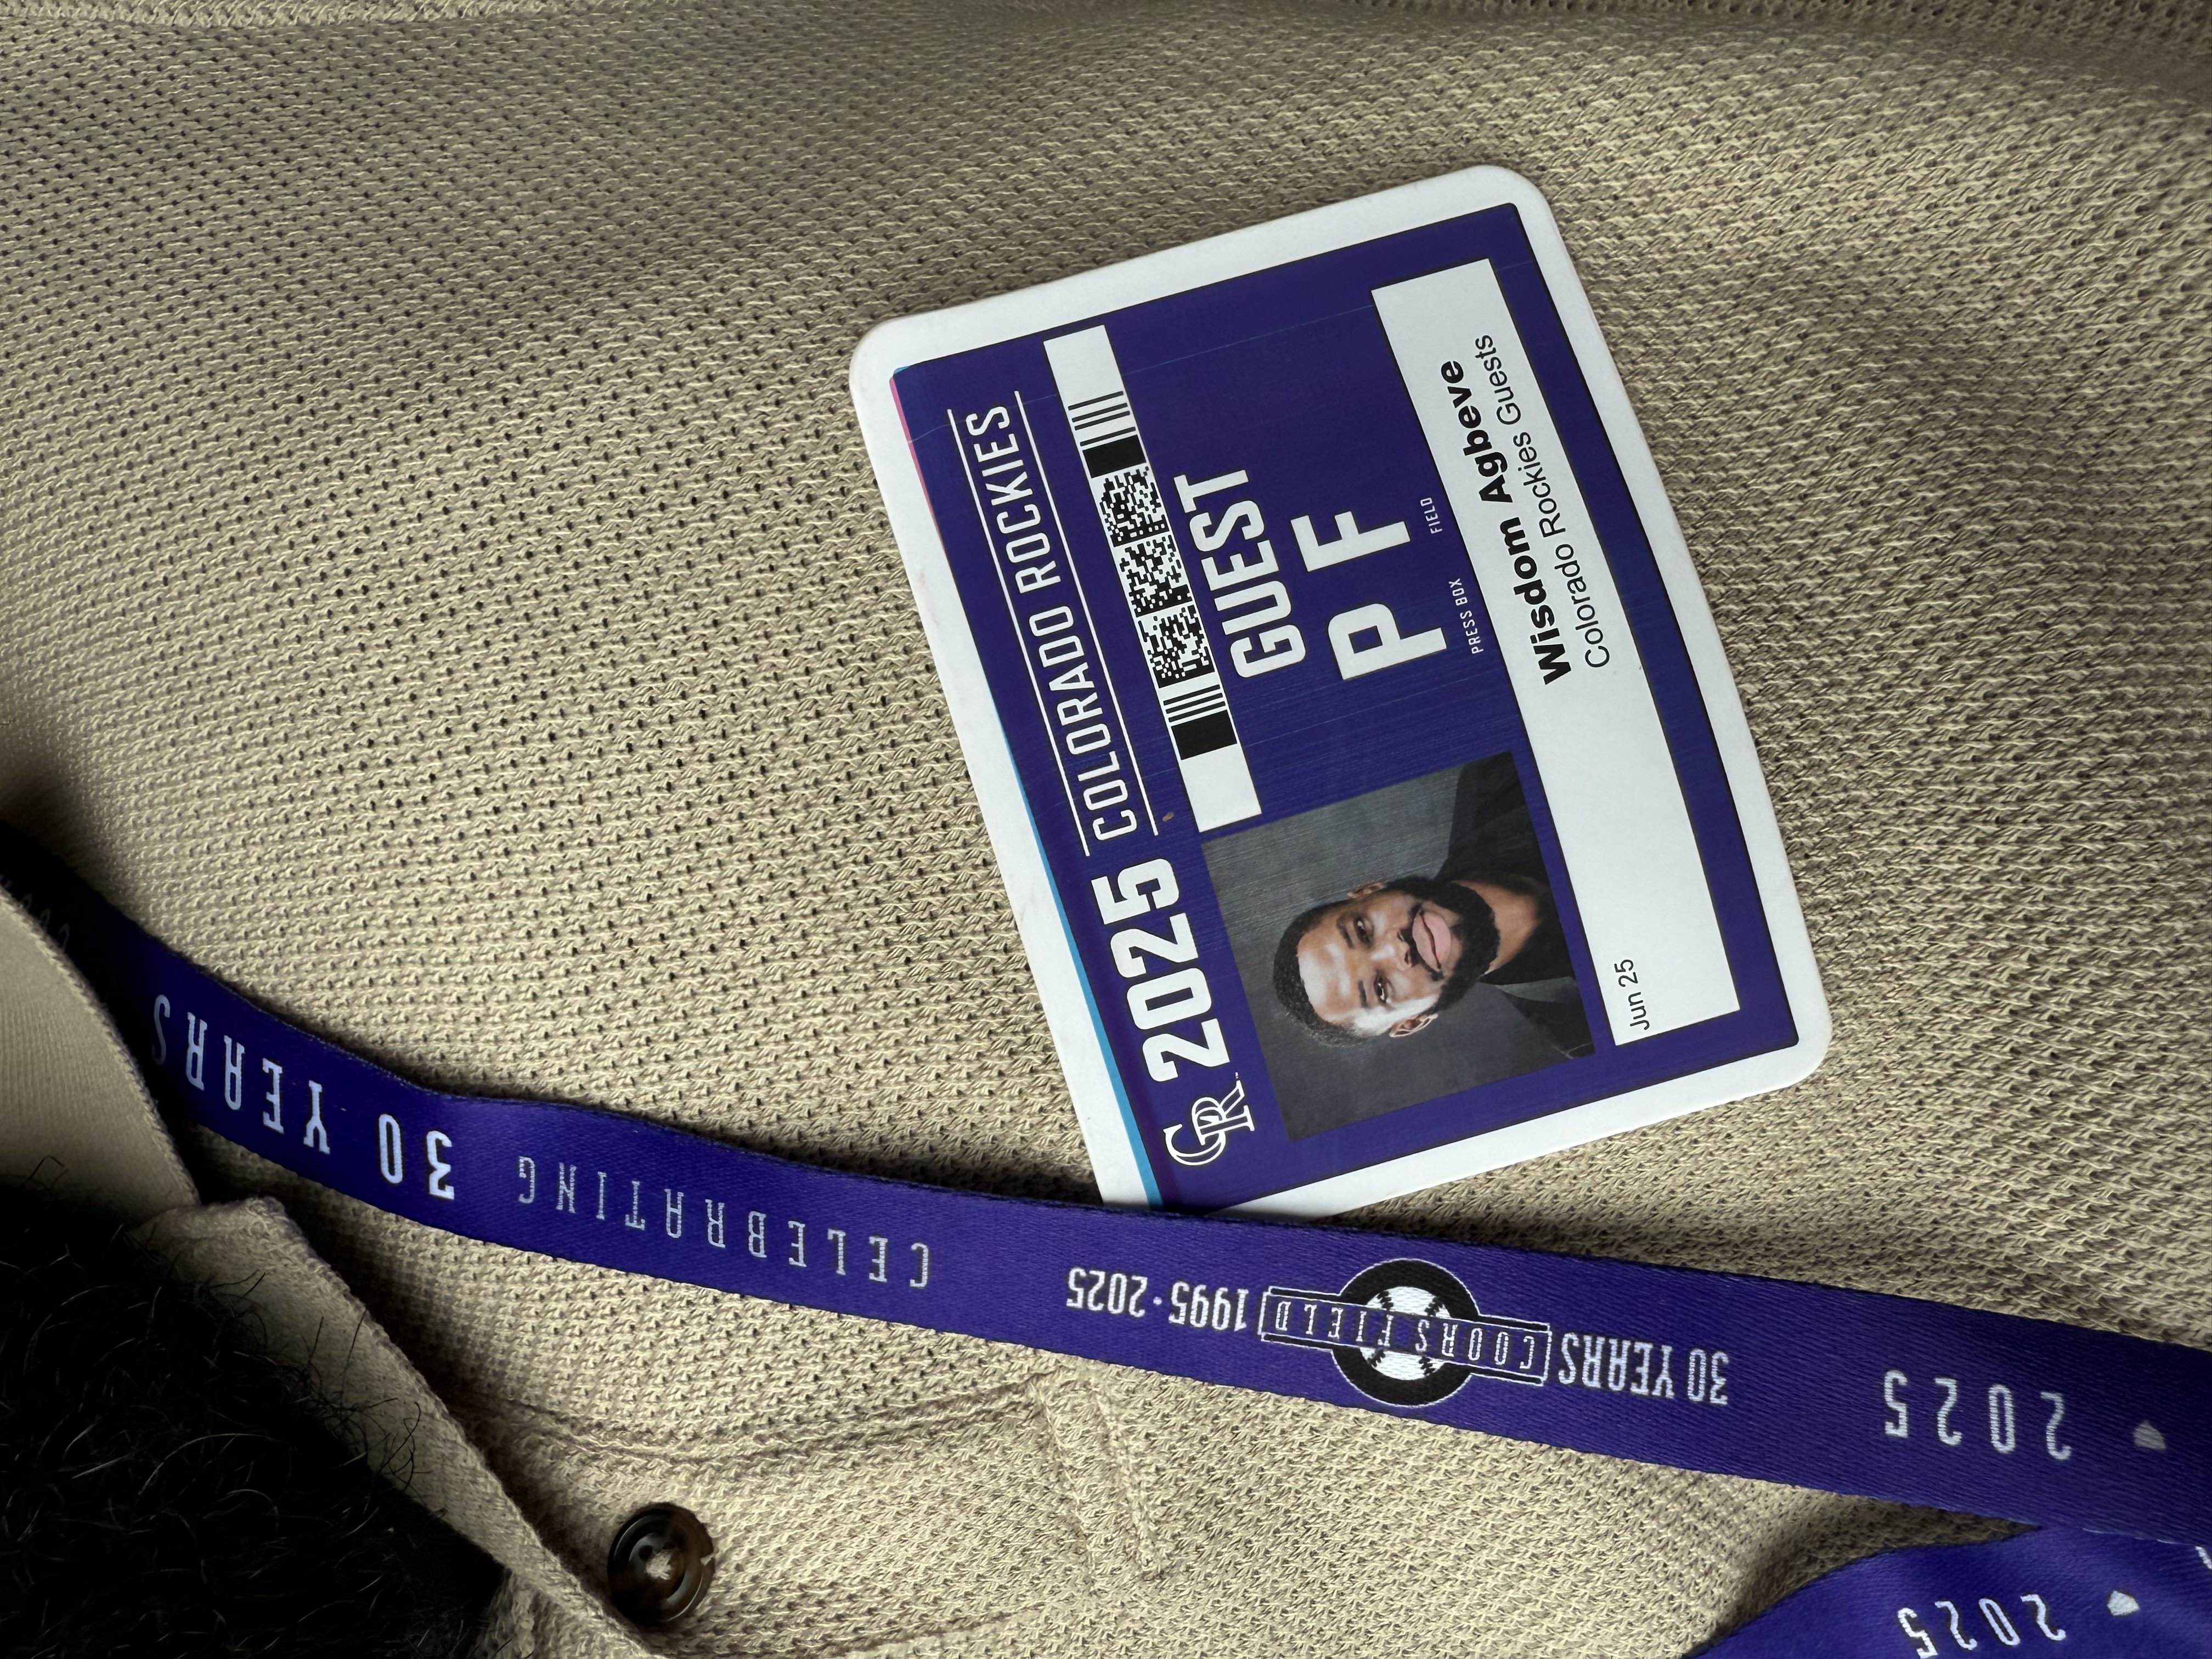 CELEBRATING 30 YEARS
30 YEARS COORS FIELD 1995·2025
2025
2025
CR 2025 COLORADO ROCKIES
GUEST
P F
PRESS BOX FIELD
Wisdom Agbeve
Colorado Rockies Guests
Jun 25